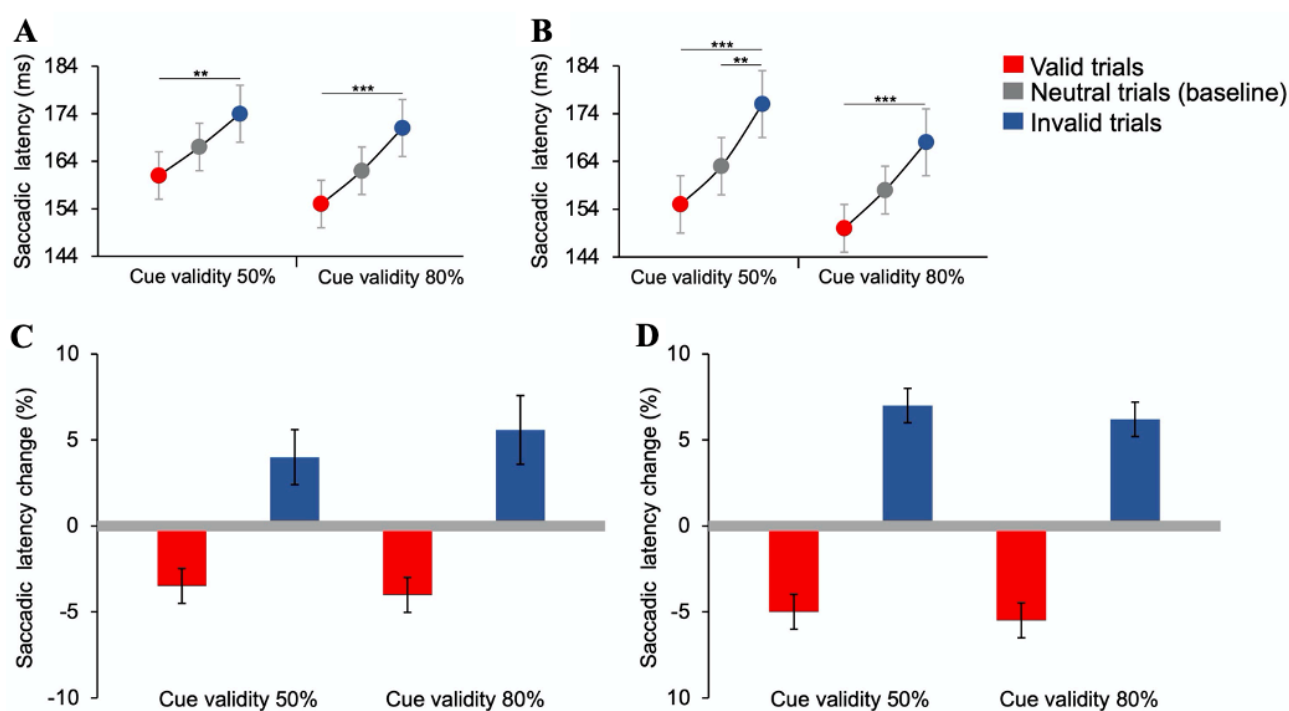 A
B
Saccadic latency (ms)
184
174
164
154
144
**
***
Cue validity 50%
Cue validity 80%
Saccadic latency (ms)
184
174
164
154
144
***
**
***
Cue validity 50%
Cue validity 80%
Valid trials
Neutral trials (baseline)
Invalid trials
C
D
Saccadic latency change (%)
10
5
0
-5
-10
Cue validity 50%
Cue validity 80%
Saccadic latency change (%)
10
5
0
-5
10
Cue validity 50%
Cue validity 80%